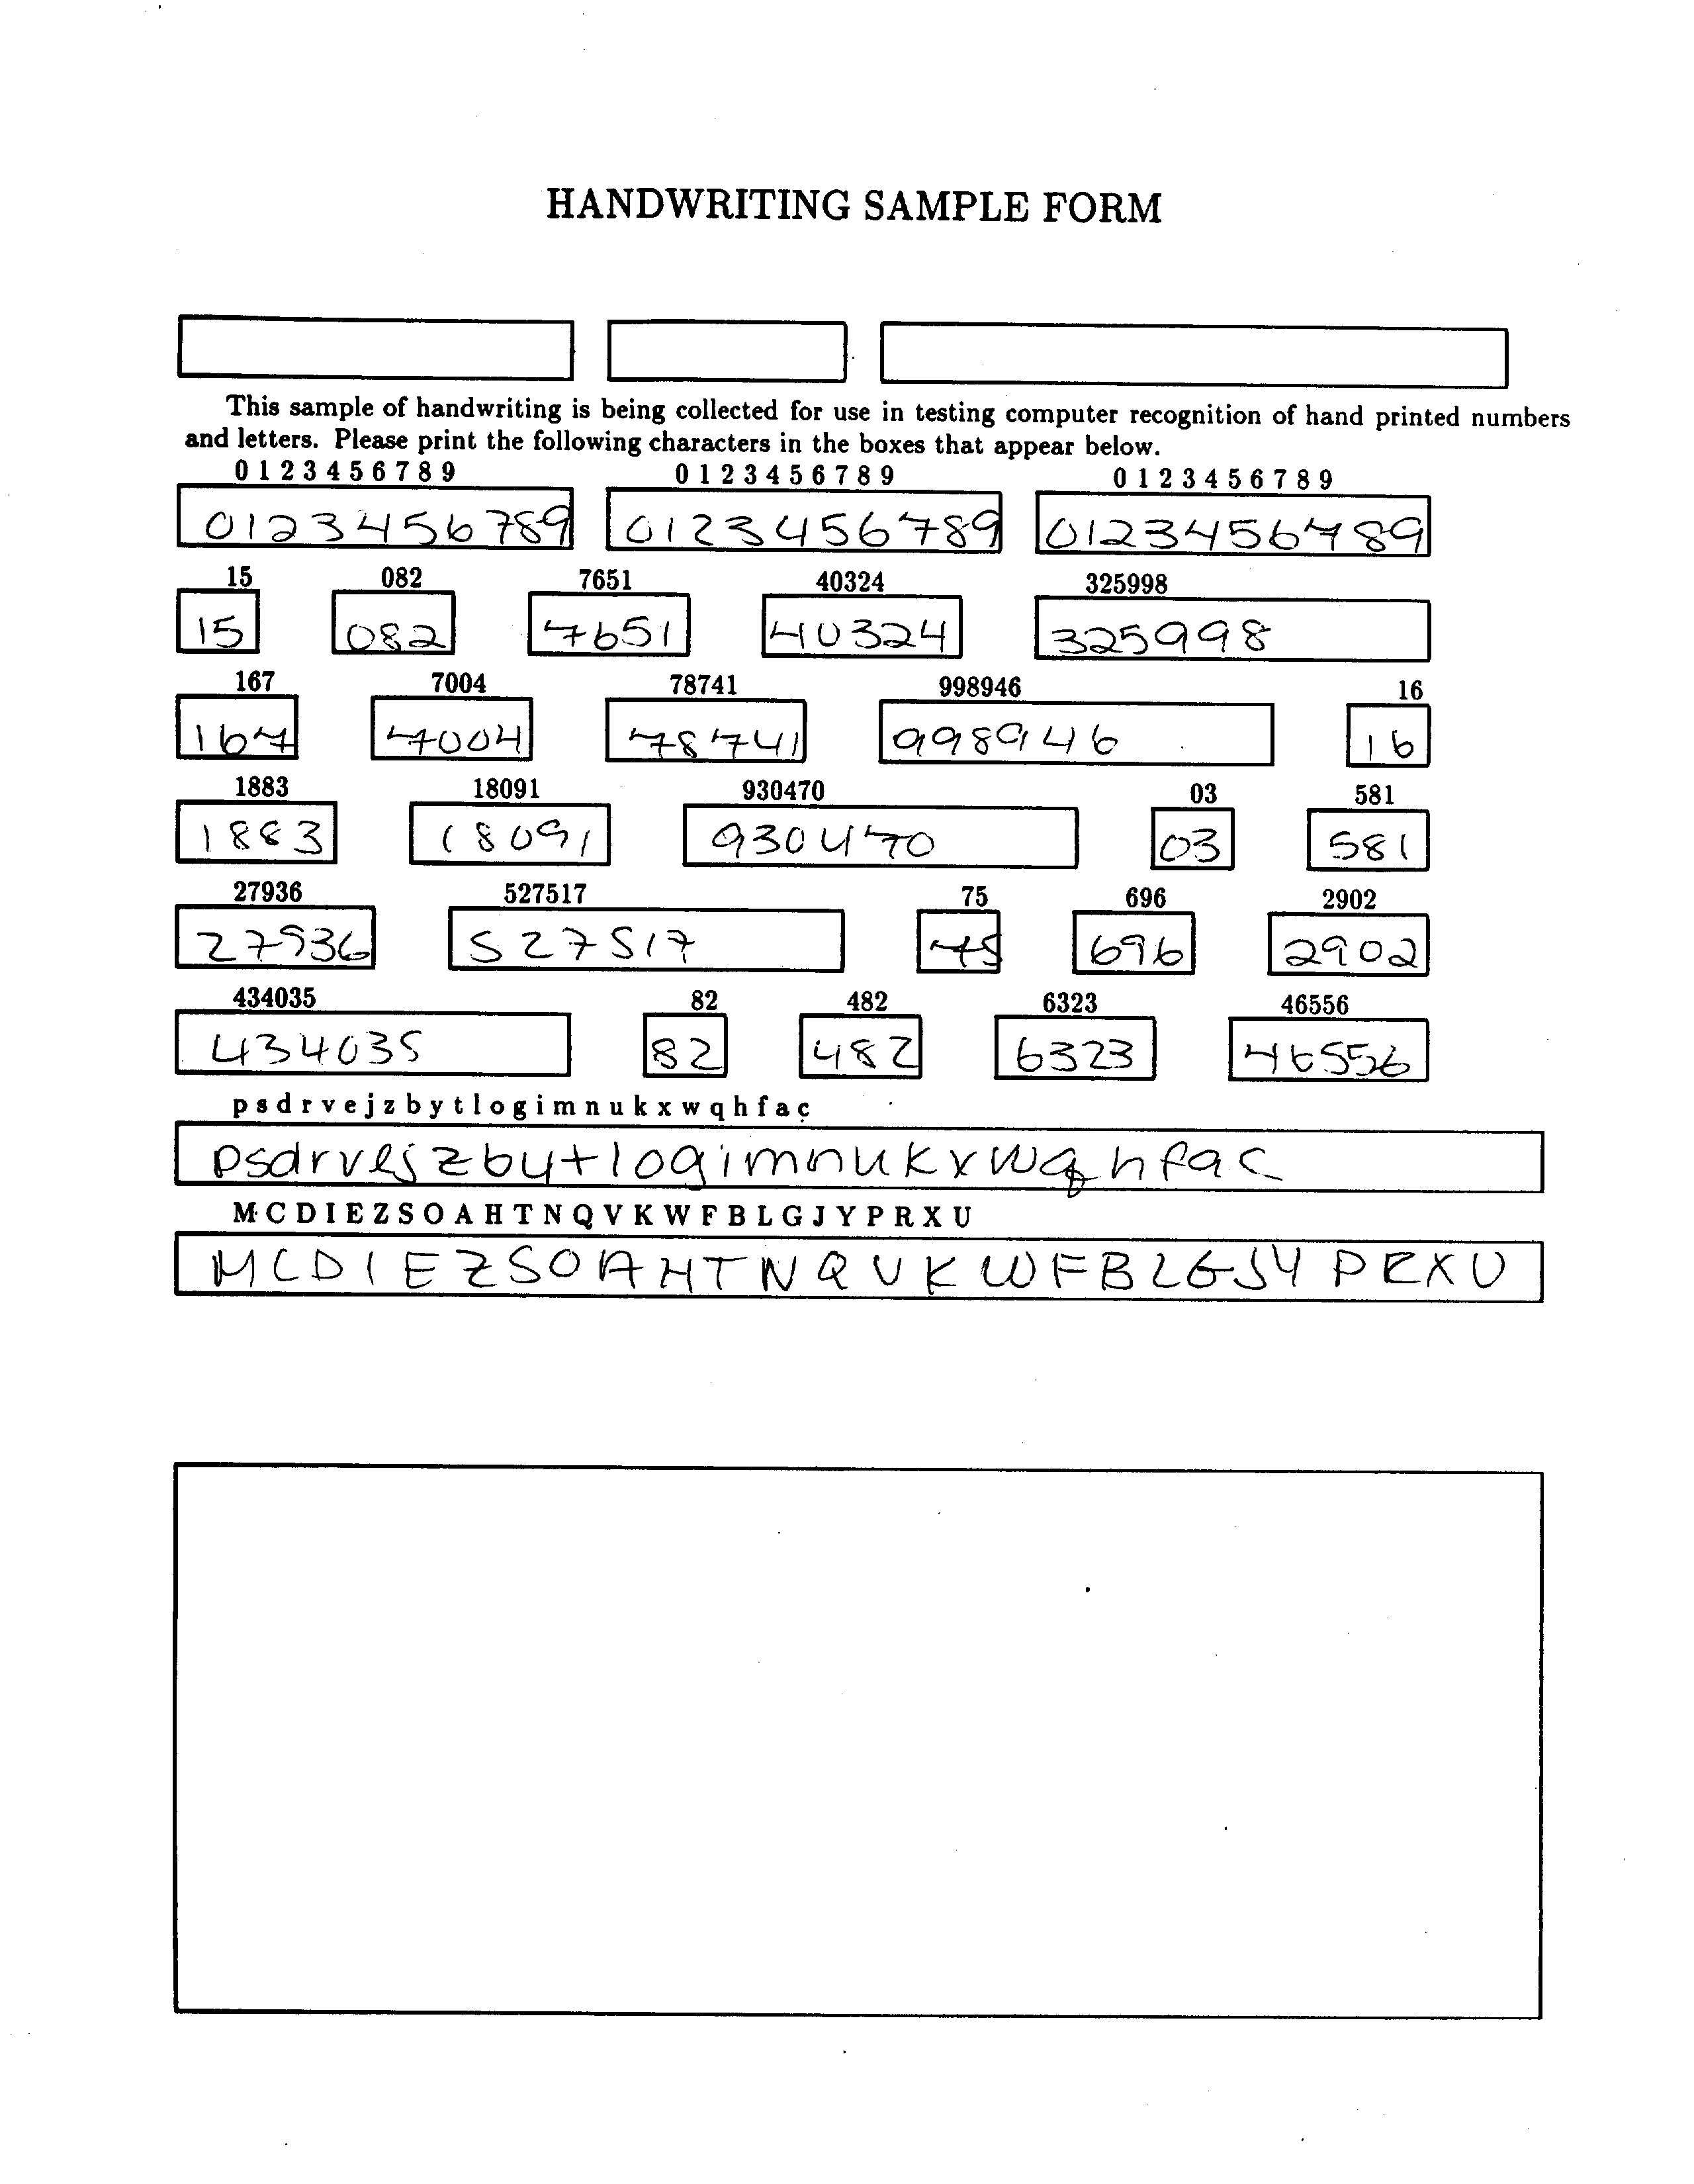 HANDWRITING SAMPLE FORM
This sample of handwriting is being collected for use in testing computer recognition of hand printed numbers
and letters. Please print the following characters in the boxes that appear below.
0 1 2 3 4 5 6 7 8 9 0 1 2 3 4 5 6 7 8 9 0 1 2 3 4 5 6 7 8 9
0123456789 0123456789 0123456789
15 082 7651 40324 325998
15 082 7651 40324 325998
167 7004 78741 998946 16
167 7004 78741 998946 16
1883 18091 930470 03 581
1883 18091 930470 03 581
27936 527517 75 696 2902
27936 527517 75 696 2902
434035 82 482 6323 46556
434035 82 482 6323 46556
p s d r v e j z b y t l o g i m n u k x w q h f a c
psdrvejzbytlogimnukxwqhfac
M C D I E Z S O A H T N Q V K W F B L G J Y P R X U
MCDIEZSOAHTNQVKWFBLGJYPRXU